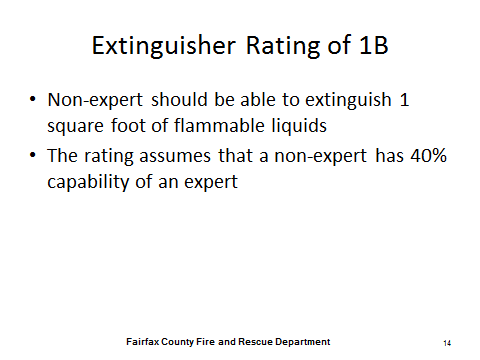 Extinguisher Rating of 1B
• Non-expert should be able to extinguish 1
square foot of flammable liquids
• The rating assumes that a non-expert has 40%
capability of an expert
Fairfax County Fire and Rescue Department
14